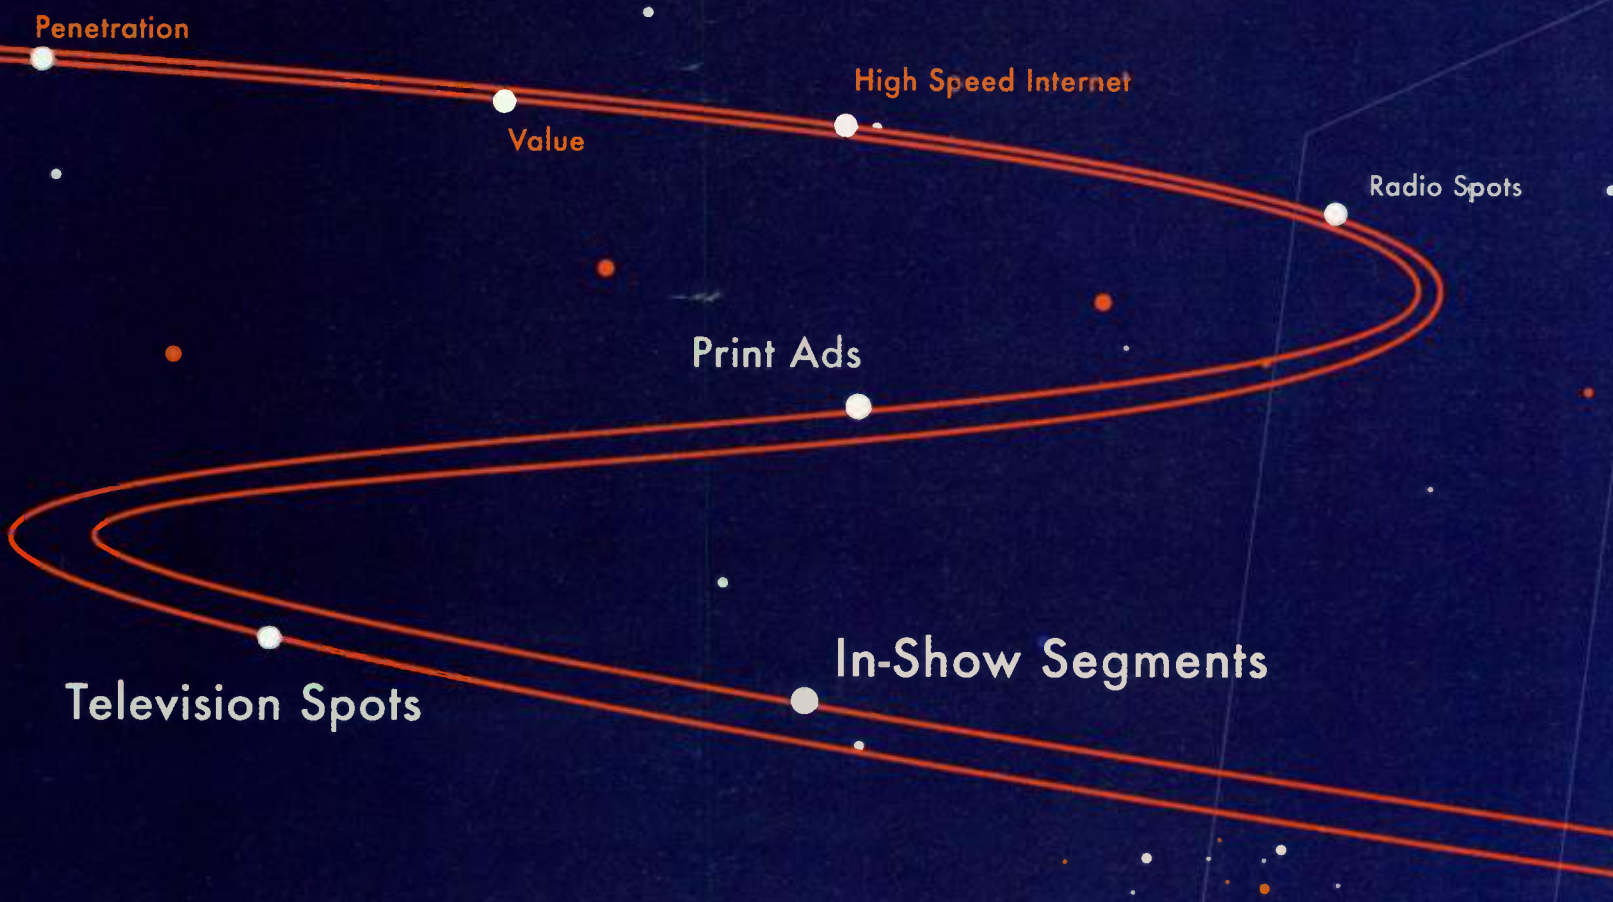 Penetration
High Speed Internet
Value
Radio Spots
Print Ads
In-Show Segments
Television Spots